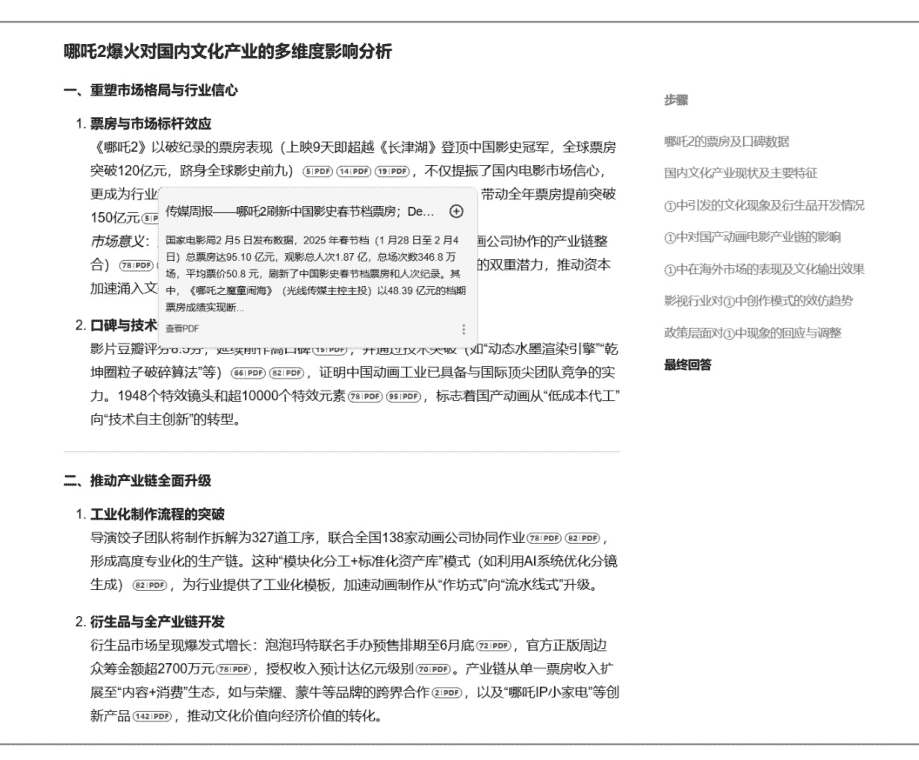 哪吒2爆火对国内文化产业的多维度影响分析
一、重塑市场格局与行业信心
1. 票房与市场标杆效应
《哪吒2》以破纪录的票房表现（上映9天即超越《长津湖》登顶中国影史冠军，全球票房
突破120亿元，跻身全球影史前九）5|PDF 14|PDF 19|PDF，不仅提振了国内电影市场信心，
更成为行业
带动全年票房提前突破
150亿元
市场意义：
画公司协作的产业链整
合）78|PDF
的双重潜力，推动资本
加速涌入文
传媒周报——哪吒2刷新中国影史春节档票房；De...
国家电影局2 月5 日发布数据，2025 年春节档（1 月28 日至 2 月4
日）总票房达95.10 亿元，观影总人次1.87 亿，总场次数346.8 万
场，平均票价50.8 元，刷新了中国影史春节档票房和人次纪录。其
中，《哪吒之魔童闹海》（光线传媒主控主投）以48.39 亿元的档期
票房成绩实现断...
查看PDF
2. 口碑与技术
影片豆瓣评分8.5分，延续前作高口碑15|PDF，并通过技术突破（如“动态水墨渲染引擎”“乾
坤圈粒子破碎算法”等）66|PDF 82|PDF，证明中国动画工业已具备与国际顶尖团队竞争的实
力。1948个特效镜头和超10000个特效元素78|PDF 95|PDF，标志着国产动画从“低成本代工”
向“技术自主创新”的转型。
二、推动产业链全面升级
1. 工业化制作流程的突破
导演饺子团队将制作拆解为327道工序，联合全国138家动画公司协同作业78|PDF 82|PDF，
形成高度专业化的生产链。这种“模块化分工+标准化资产库”模式（如利用AI系统优化分镜
生成）82|PDF，为行业提供了工业化模板，加速动画制作从“作坊式”向“流水线式”升级。
2. 衍生品与全产业链开发
衍生品市场呈现爆发式增长：泡泡玛特联名手办预售排期至6月底72|PDF，官方正版周边
众筹金额超2700万元78|PDF，授权收入预计达亿元级别70|PDF。产业链从单一票房收入扩
展至“内容+消费”生态，如与荣耀、蒙牛等品牌的跨界合作2|PDF，以及“哪吒IP小家电”等创
新产品142|PDF，推动文化价值向经济价值的转化。
步骤
哪吒2的票房及口碑数据
国内文化产业现状及主要特征
①中引发的文化现象及衍生品开发情况
①中对国产动画电影产业链的影响
①中在海外市场的表现及文化输出效果
影视行业对①中创作模式的效仿趋势
政策层面对①中现象的回应与调整
最终回答